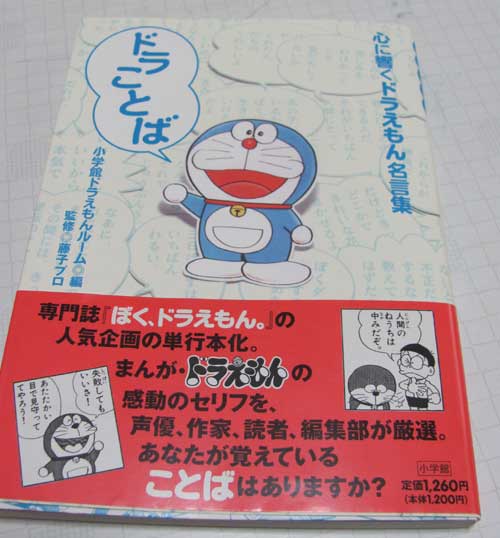 心に響くドラえもん名言集
ドラ
ことば
小学館ドラえもんルーム◎編
監修◎藤子プロ
専門誌『ぼく、ドラえもん。』の
人気企画の単行本化。
まんが・ドラえもんの
感動のセリフを、
声優、作家、読者、編集部が厳選。
あなたが覚えている
ことばはありますか?
人間の
ねうちは
中みだぞ。
失敗しても
いいさ!
あたたかい
目で見守って
てやろう!
小学館
定価1,260円
(本体1,200円)